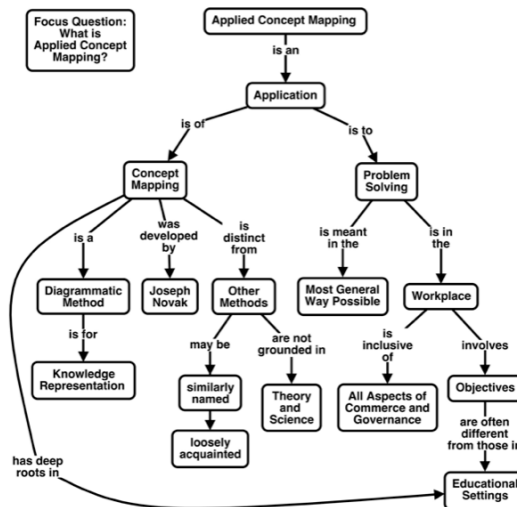 Focus Question:
What is
Applied Concept
Mapping?
Applied Concept Mapping
is an
Application
is of
is to
Concept
Mapping
Problem
Solving
is a
was
developed
by
is
distinct
from
is meant
in the
is in
the
Diagrammatic
Method
Joseph
Novak
Other
Methods
Most General
Way Possible
Workplace
is for
may be
are not
grounded in
is
inclusive
of
involves
Knowledge
Representation
similarly
named
Theory
and
Science
All Aspects of
Commerce and
Governance
Objectives
loosely
acquainted
are often
different
from those in
has deep
roots in
Educational
Settings